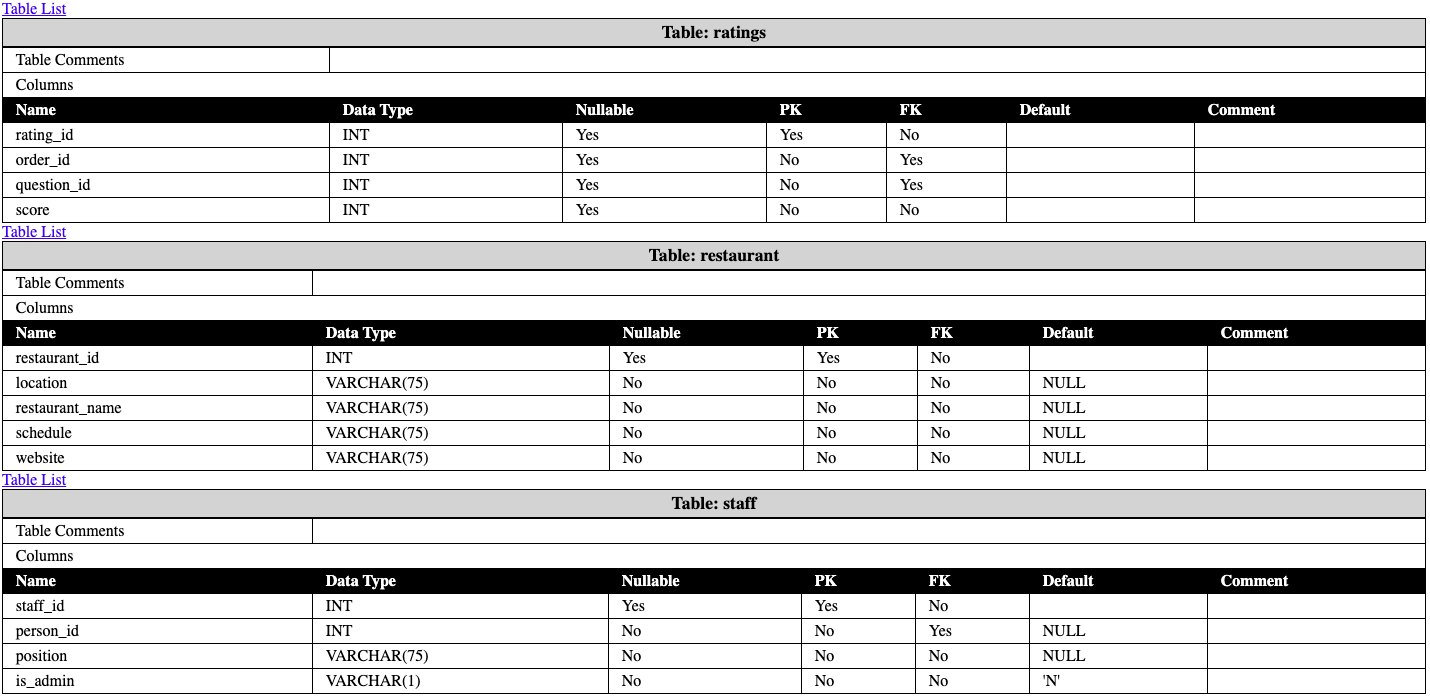 Table List
Table: ratings
Table Comments
Columns
Name Data Type Nullable PK FK Default Comment
rating_id INT Yes Yes No
order_id INT Yes No Yes
question_id INT Yes No Yes
score INT Yes No No
Table List
Table: restaurant
Table Comments
Columns
Name Data Type Nullable PK FK Default Comment
restaurant_id INT Yes Yes No
location VARCHAR(75) No No No NULL
restaurant_name VARCHAR(75) No No No NULL
schedule VARCHAR(75) No No No NULL
website VARCHAR(75) No No No NULL
Table List
Table: staff
Table Comments
Columns
Name Data Type Nullable PK FK Default Comment
staff_id INT Yes Yes No
person_id INT No No Yes NULL
position VARCHAR(75) No No No NULL
is_admin VARCHAR(1) No No No 'N'